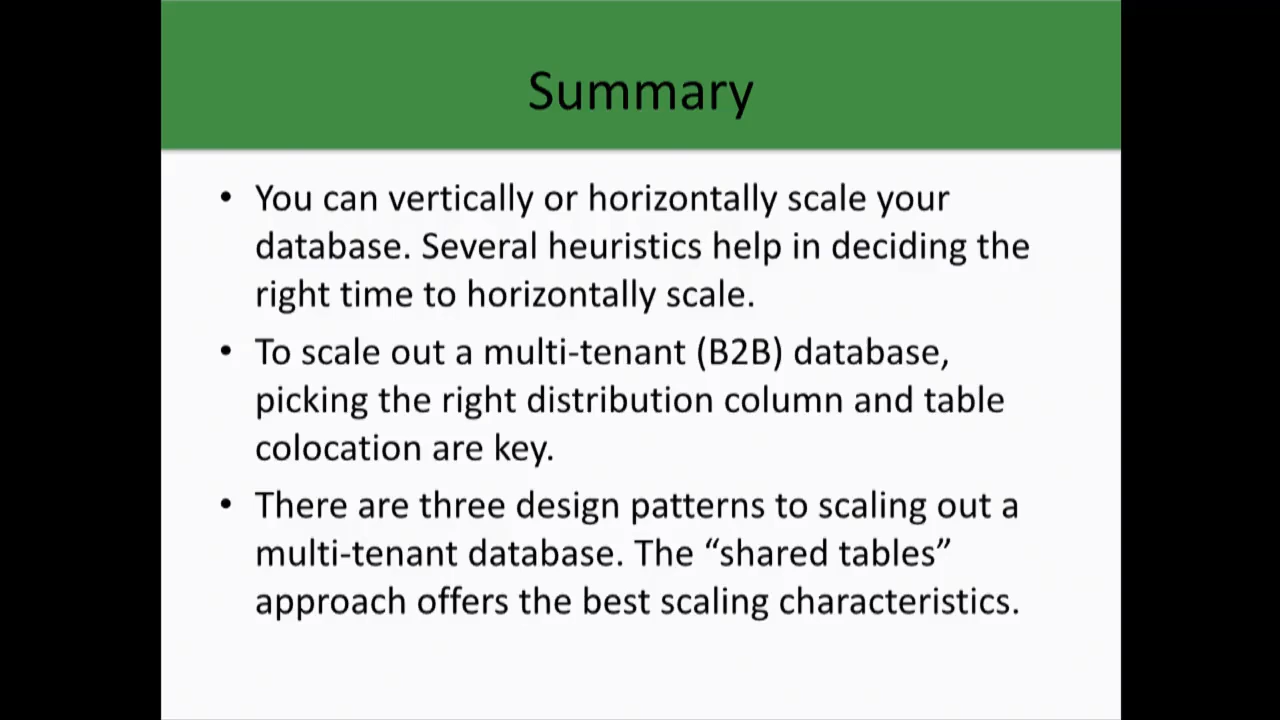 Summary
• You can vertically or horizontally scale your
database. Several heuristics help in deciding the
right time to horizontally scale.
• To scale out a multi-tenant (B2B) database,
picking the right distribution column and table
colocation are key.
• There are three design patterns to scaling out a
multi-tenant database. The “shared tables”
approach offers the best scaling characteristics.